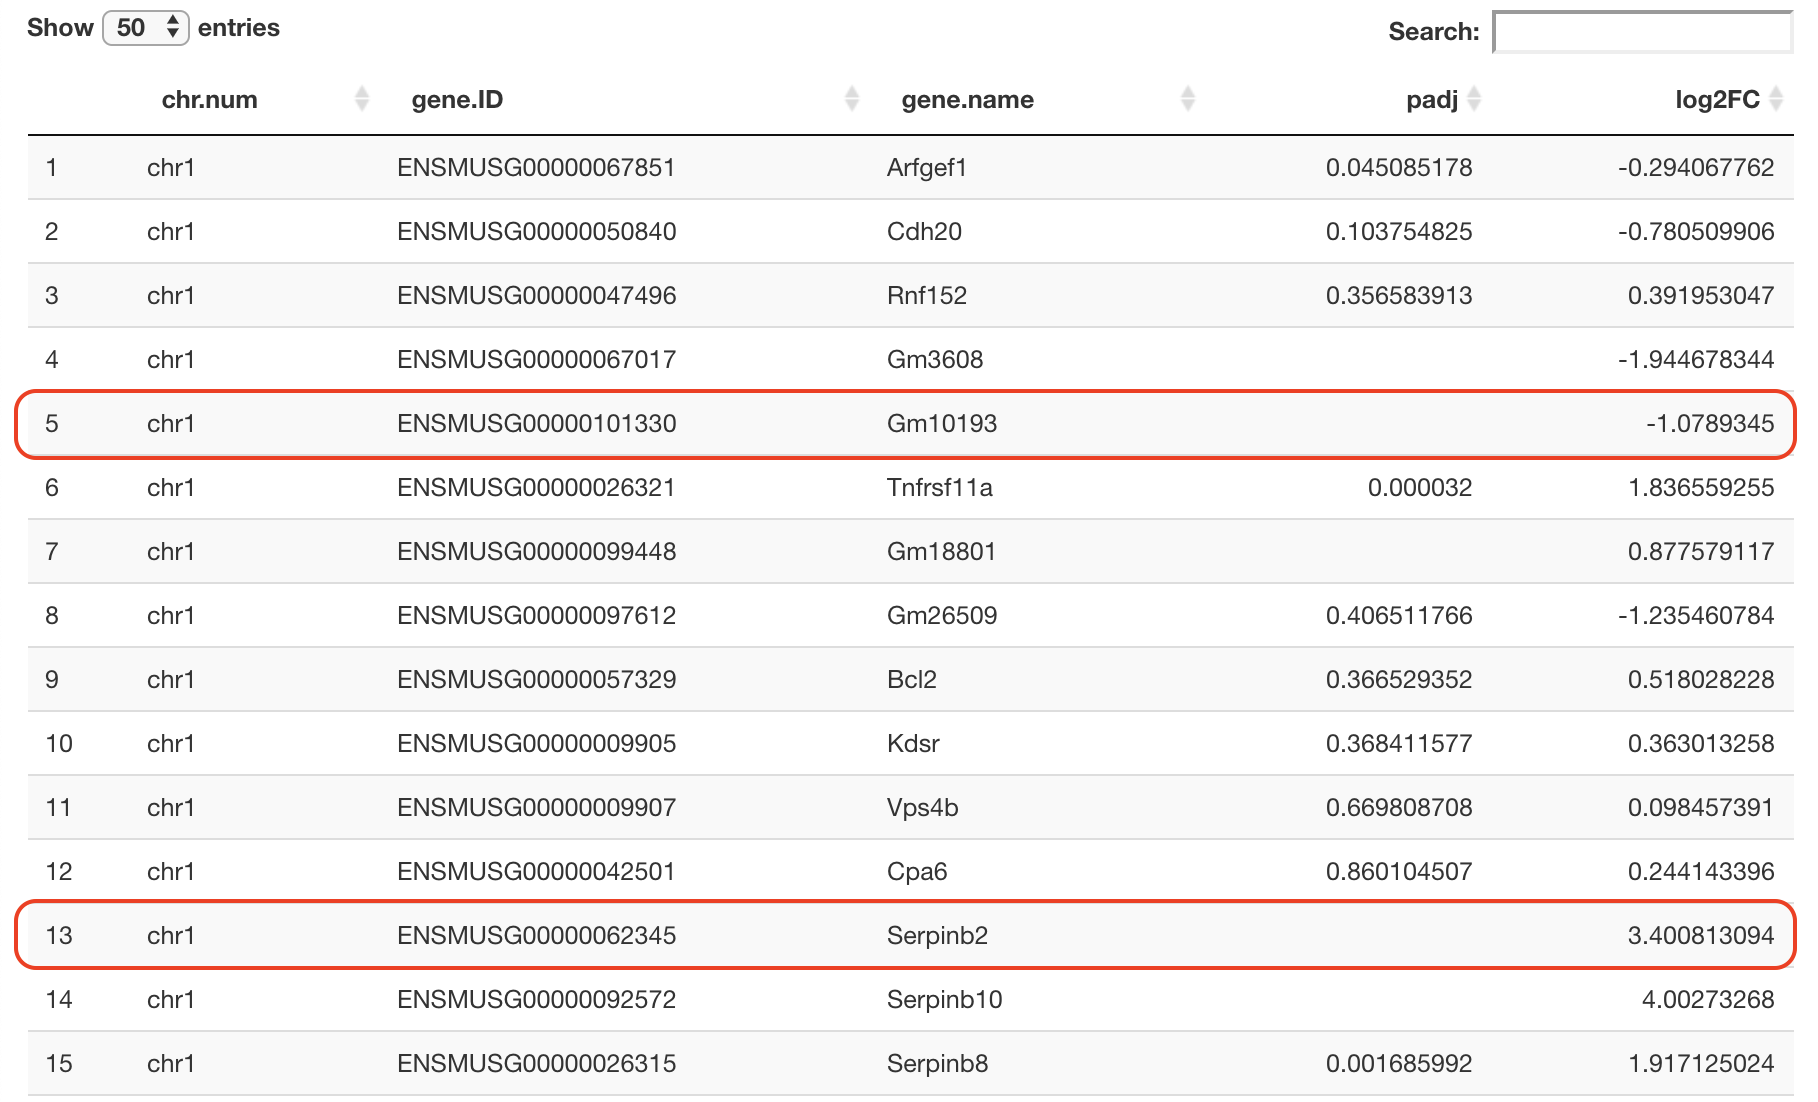 Show 50 entries Search:
chr.num gene.ID gene.name padj log2FC
1 chr1 ENSMUSG00000067851 Arfgef1 0.045085178 -0.294067762
2 chr1 ENSMUSG00000050840 Cdh20 0.103754825 -0.780509906
3 chr1 ENSMUSG00000047496 Rnf152 0.356583913 0.391953047
4 chr1 ENSMUSG00000067017 Gm3608 -1.944678344
5 chr1 ENSMUSG00000101330 Gm10193 -1.0789345
6 chr1 ENSMUSG00000026321 Tnfrsf11a 0.000032 1.836559255
7 chr1 ENSMUSG00000099448 Gm18801 0.877579117
8 chr1 ENSMUSG00000097612 Gm26509 0.406511766 -1.235460784
9 chr1 ENSMUSG00000057329 Bcl2 0.366529352 0.518028228
10 chr1 ENSMUSG00000009905 Kdsr 0.368411577 0.363013258
11 chr1 ENSMUSG00000009907 Vps4b 0.669808708 0.098457391
12 chr1 ENSMUSG00000042501 Cpa6 0.860104507 0.244143396
13 chr1 ENSMUSG00000062345 Serpinb2 3.400813094
14 chr1 ENSMUSG00000092572 Serpinb10 4.00273268
15 chr1 ENSMUSG00000026315 Serpinb8 0.001685992 1.917125024